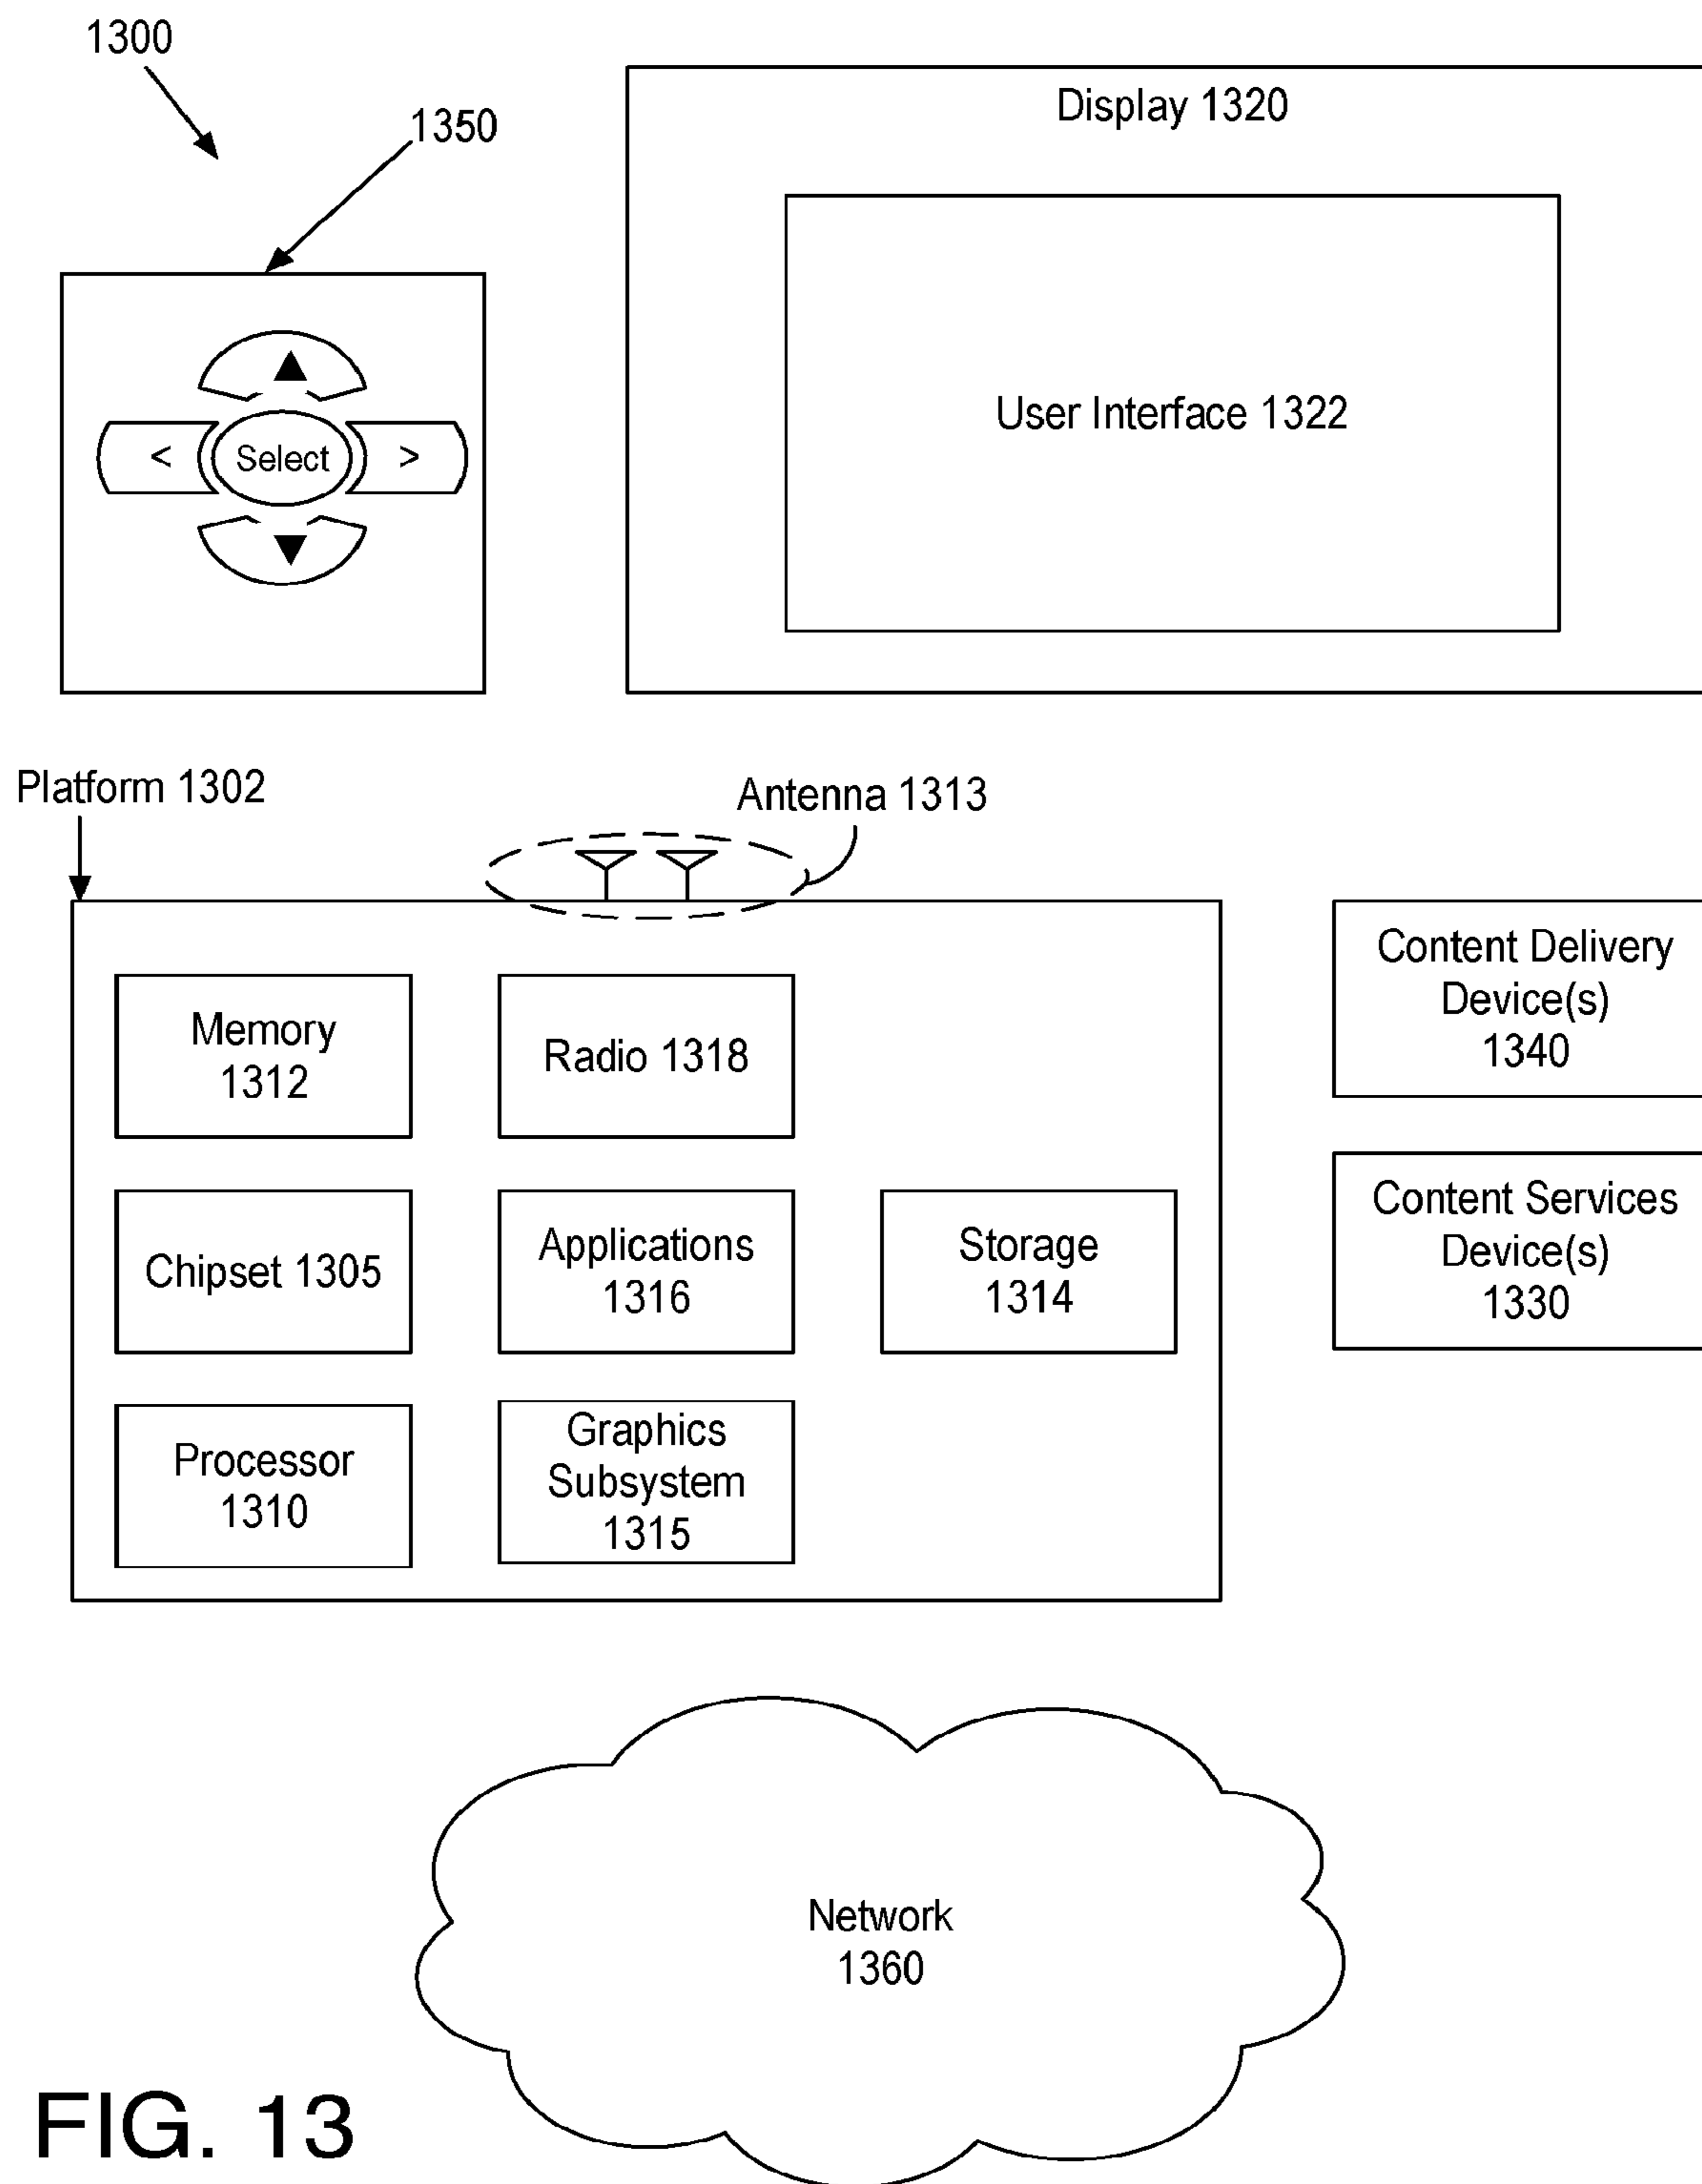 1300
1350
Display 1320
User Interface 1322
<
Select
>
Platform 1302
Antenna 1313
Memory
1312
Radio 1318
Content Delivery
Device(s)
1340
Chipset 1305
Applications
1316
Storage
1314
Content Services
Device(s)
1330
Processor
1310
Graphics
Subsystem
1315
Network
1360
FIG. 13